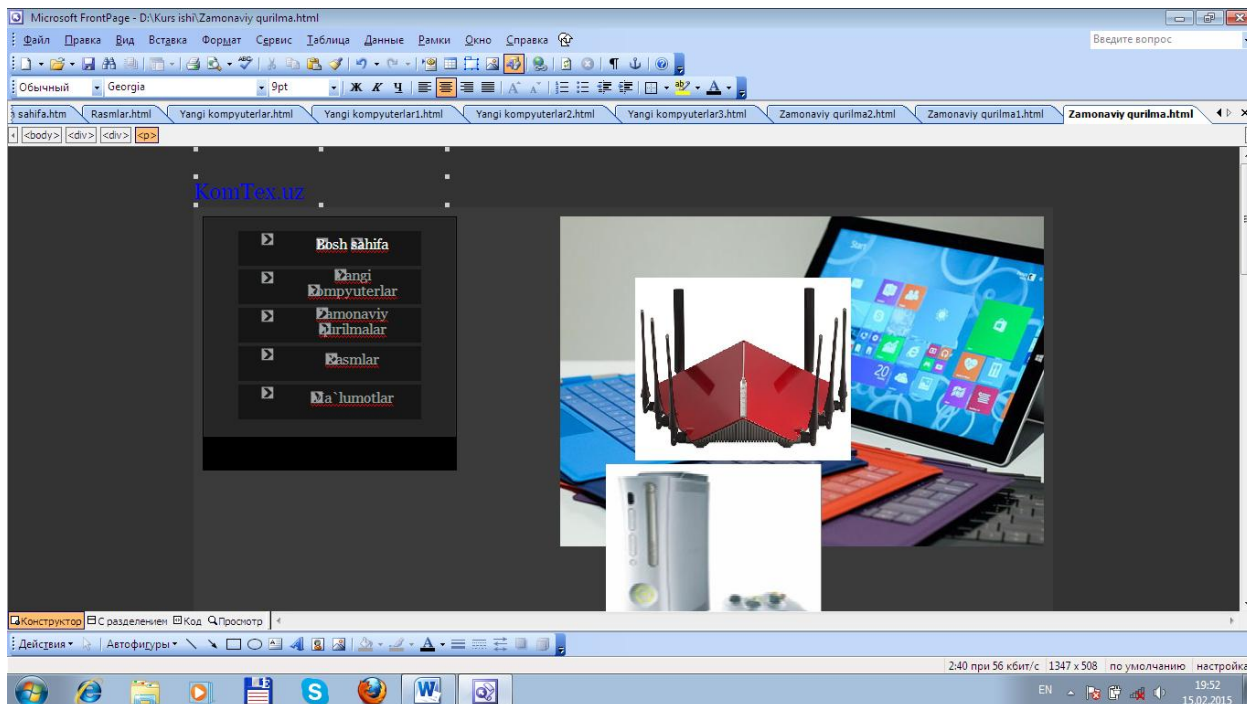 Microsoft FrontPage - D:\Kurs ishi\Zamonaviy qurilma.html
Файл Правка Вид Вставка Формат Сервис Таблица Данные Рамки Окно Справка
Введите вопрос
Обычный Georgia 9pt Ж К Ч
sahifa.htm Rasmlar.html Yangi kompyuterlar.html Yangi kompyuterlar1.html Yangi kompyuterlar2.html Yangi kompyuterlar3.html Zamonaviy qurilma2.html Zamonaviy qurilma1.html Zamonaviy qurilma.html
<body> <div> <div> <p>
KomTex.uz
Bosh sahifa
Yangi
kompyuterlar
Zamonaviy
qurilmalar
Rasmlar
Ma`lumotlar
Start
20
Конструктор С разделением Код Просмотр
Действия Автофигуры
2:40 при 56 кбит/с 1347 x 508 по умолчанию настройка
EN 19:52
15.02.2015